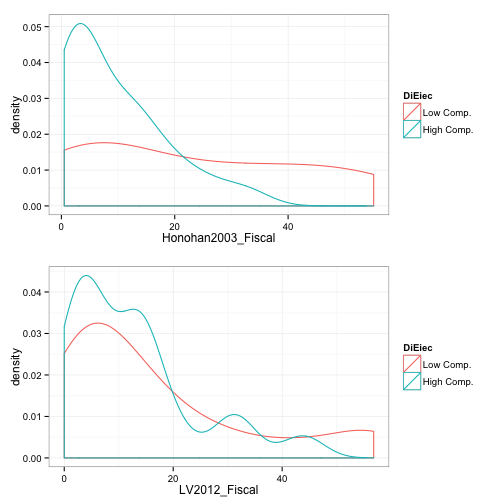 0.05
0.04
0.03
0.02
0.01
0.00
density
0 20 40
Honohan2003_Fiscal
DiEiec
Low Comp.
High Comp.
0.04
0.03
0.02
0.01
0.00
density
0 20 40
LV2012_Fiscal
DiEiec
Low Comp.
High Comp.